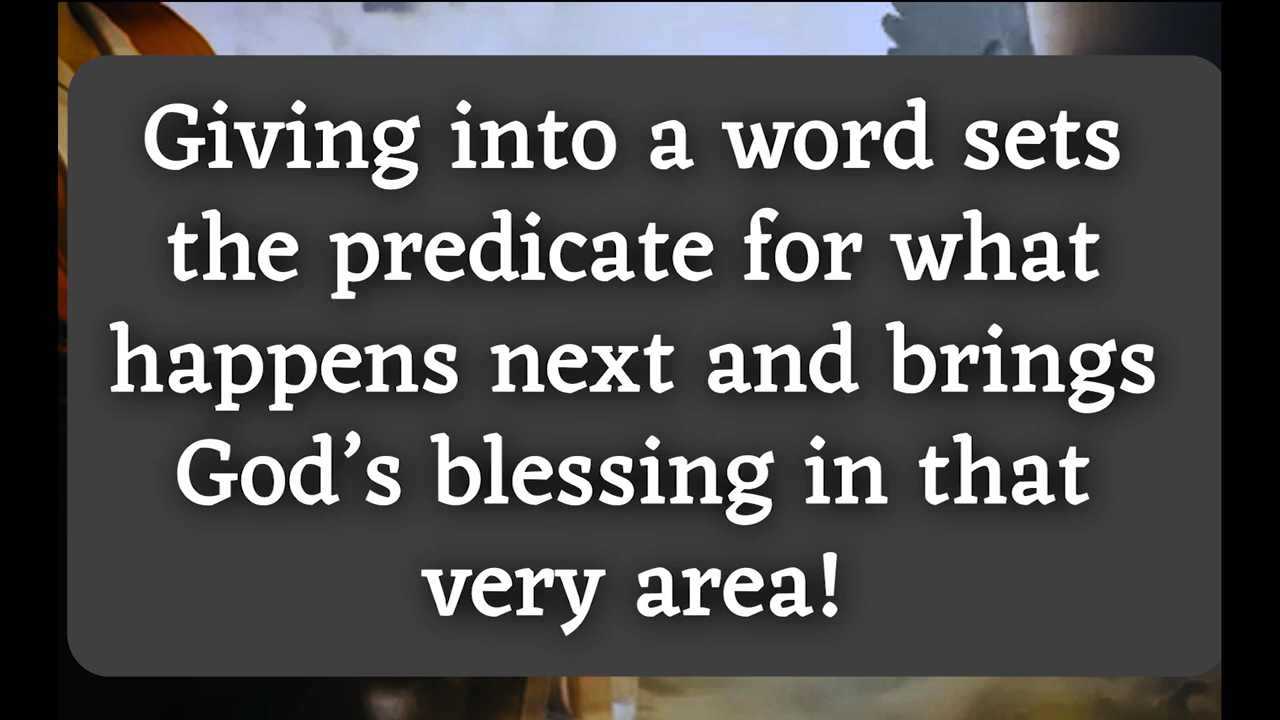 Giving into a word sets
the predicate for what
happens next and brings
God’s blessing in that
very area!